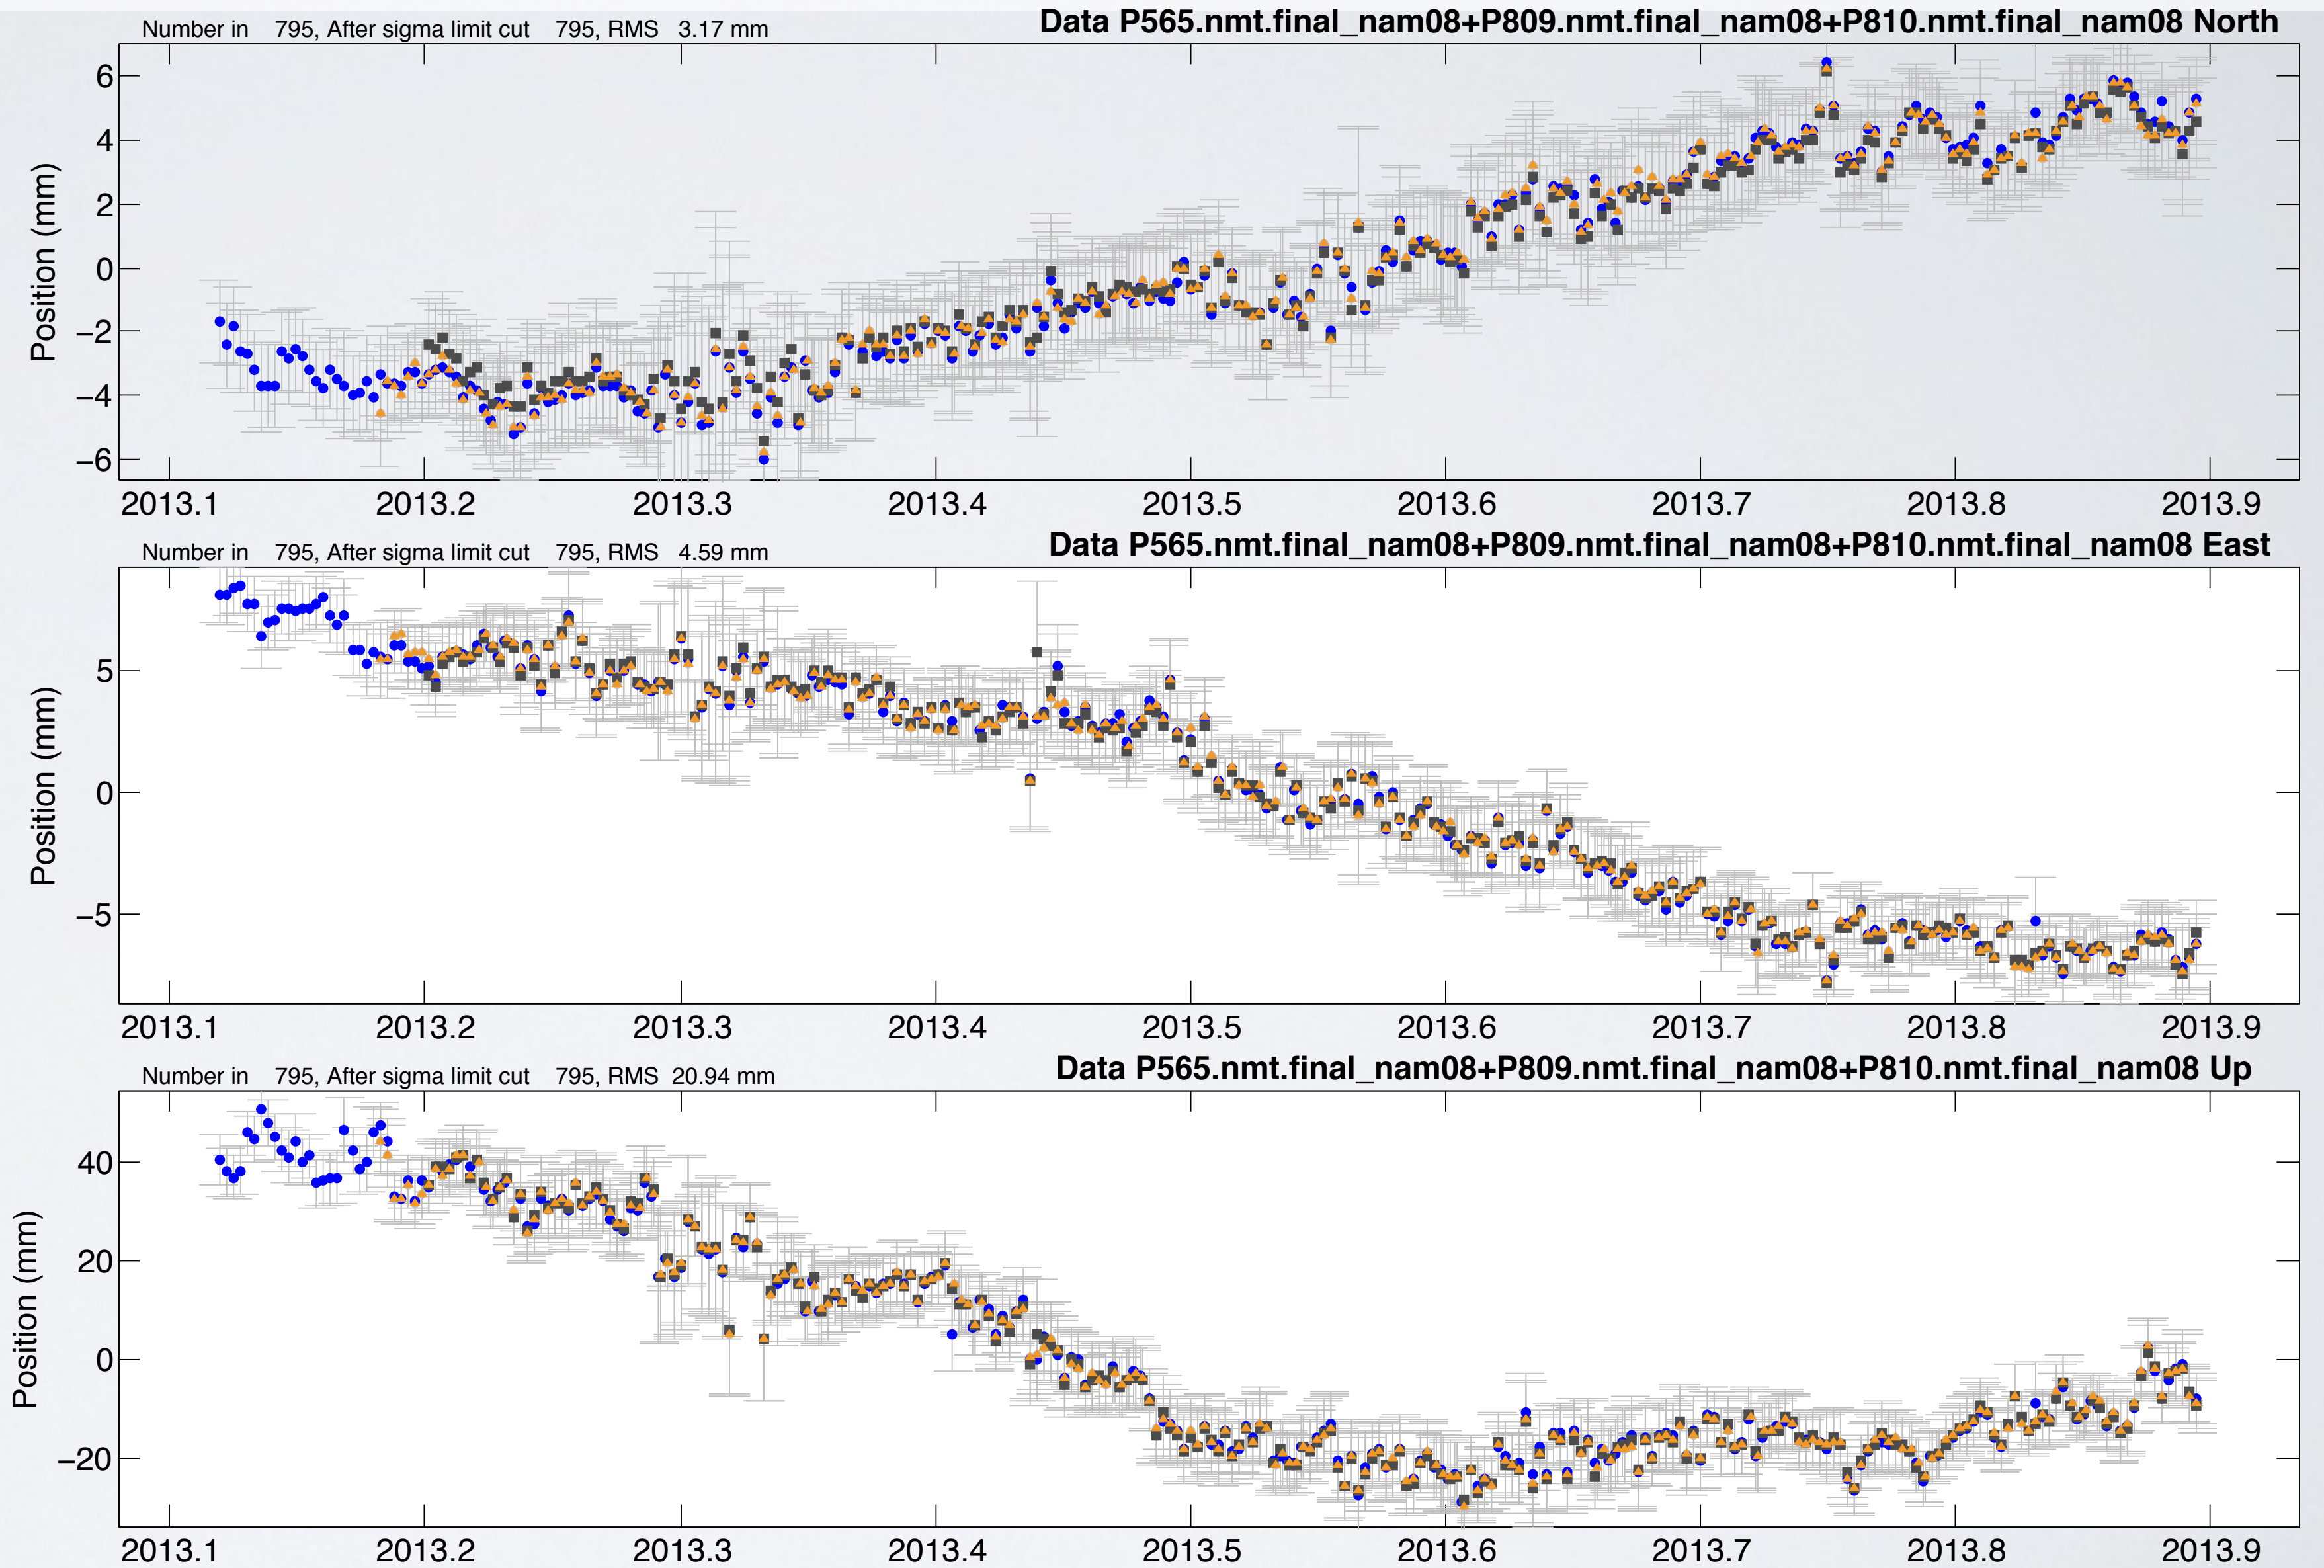 Number in 795, After sigma limit cut 795, RMS 3.17 mm
Data P565.nmt.final_nam08+P809.nmt.final_nam08+P810.nmt.final_nam08 North
Position (mm)
6
4
2
0
−2
−4
−6
2013.1 2013.2 2013.3 2013.4 2013.5 2013.6 2013.7 2013.8 2013.9
Number in 795, After sigma limit cut 795, RMS 4.59 mm
Data P565.nmt.final_nam08+P809.nmt.final_nam08+P810.nmt.final_nam08 East
Position (mm)
5
0
−5
2013.1 2013.2 2013.3 2013.4 2013.5 2013.6 2013.7 2013.8 2013.9
Number in 795, After sigma limit cut 795, RMS 20.94 mm
Data P565.nmt.final_nam08+P809.nmt.final_nam08+P810.nmt.final_nam08 Up
Position (mm)
40
20
0
−20
2013.1 2013.2 2013.3 2013.4 2013.5 2013.6 2013.7 2013.8 2013.9